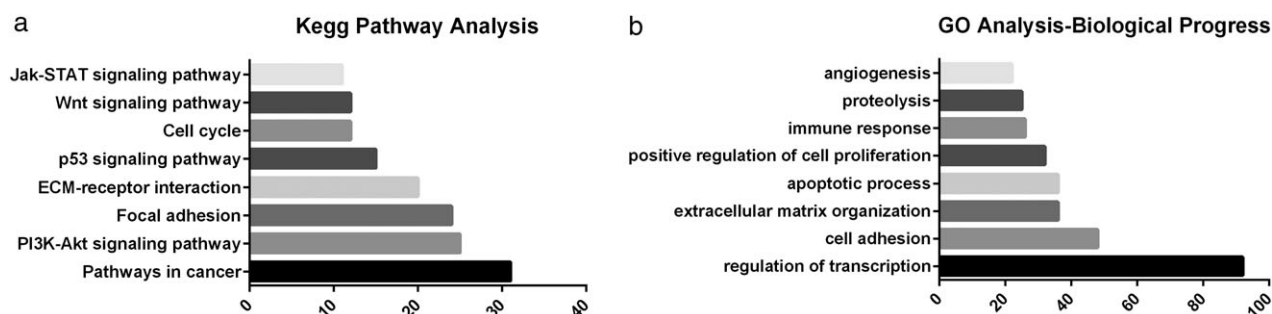 a
Kegg Pathway Analysis
Jak-STAT signaling pathway
Wnt signaling pathway
Cell cycle
p53 signaling pathway
ECM-receptor interaction
Focal adhesion
PI3K-Akt signaling pathway
Pathways in cancer
0 10 20 30 40
b
GO Analysis-Biological Progress
angiogenesis
proteolysis
immune response
positive regulation of cell proliferation
apoptotic process
extracellular matrix organization
cell adhesion
regulation of transcription
0 20 40 60 80 100